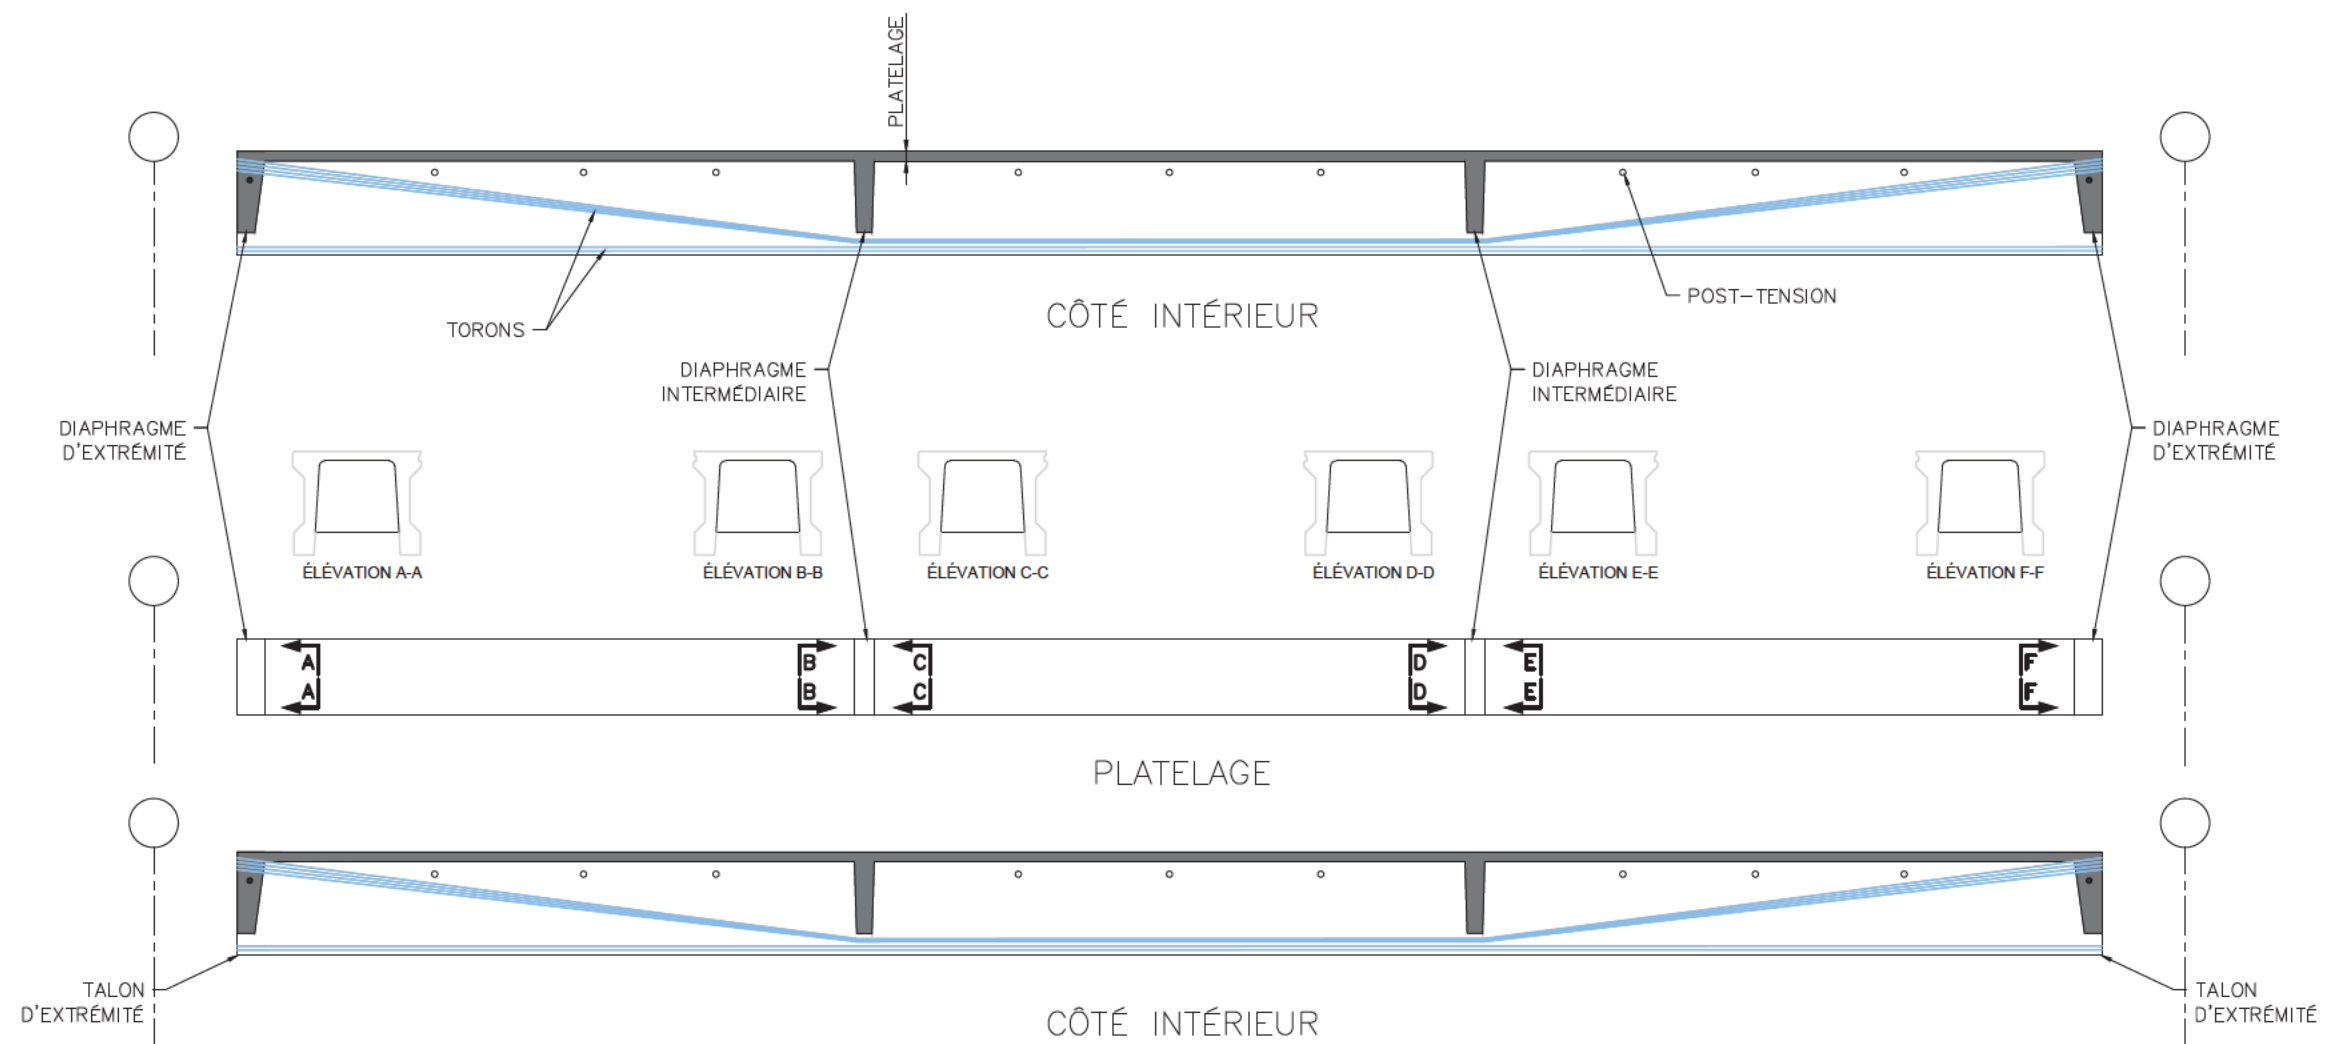 PLATELAGE
CÔTÉ INTÉRIEUR
POST-TENSION
TORONS
DIAPHRAGME
INTERMÉDIAIRE
DIAPHRAGME
INTERMÉDIAIRE
DIAPHRAGME
D'EXTRÉMITÉ
DIAPHRAGME
D'EXTRÉMITÉ
ÉLÉVATION A-A
ÉLÉVATION B-B
ÉLÉVATION C-C
ÉLÉVATION D-D
ÉLÉVATION E-E
ÉLÉVATION F-F
A B C D E F
A B C D E F
PLATELAGE
TALON
D'EXTRÉMITÉ
TALON
D'EXTRÉMITÉ
CÔTÉ INTÉRIEUR